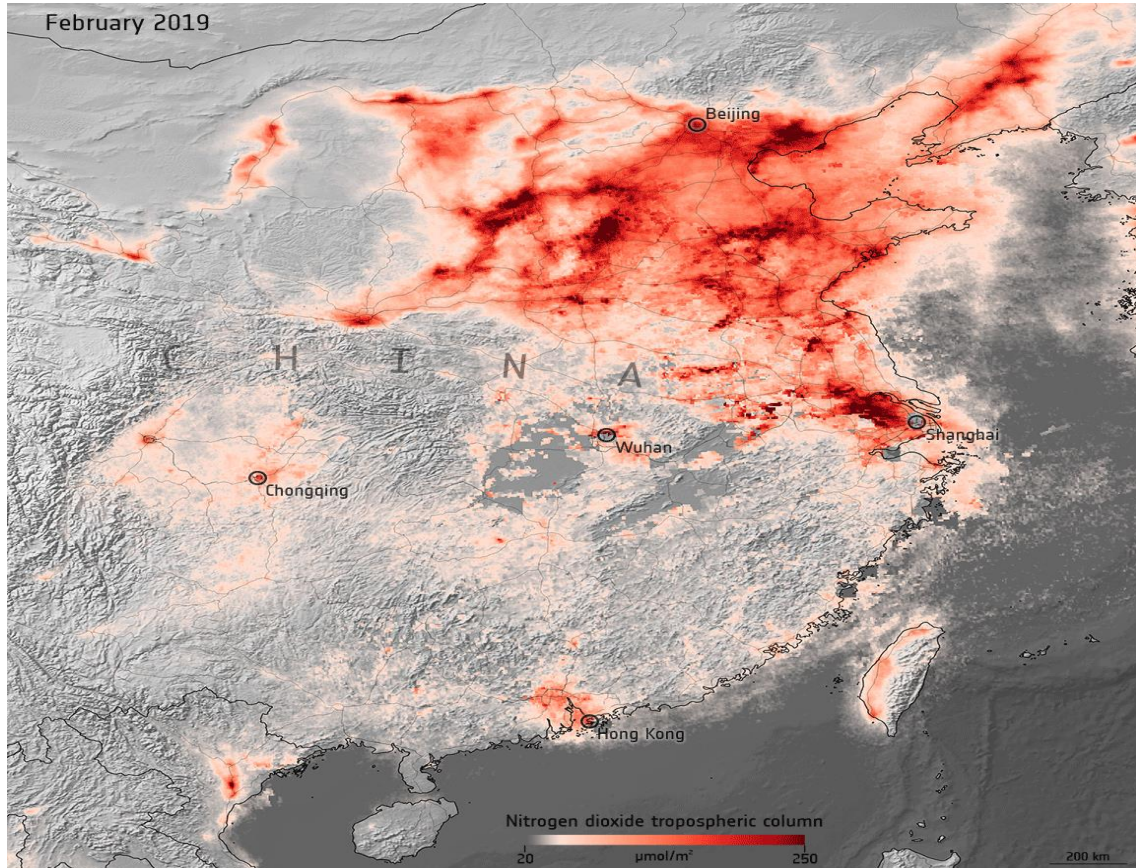 February 2019
Beijing
C H I N A
Wuhan
Shanghai
Chongqing
Hong Kong
Nitrogen dioxide tropospheric column
20 µmol/m² 250
200 km